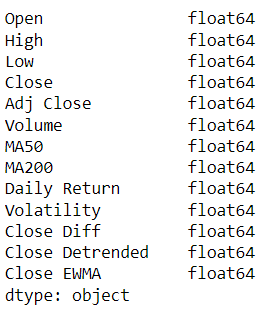 Open float64
High float64
Low float64
Close float64
Adj Close float64
Volume float64
MA50 float64
MA200 float64
Daily Return float64
Volatility float64
Close Diff float64
Close Detrended float64
Close EWMA float64
dtype: object